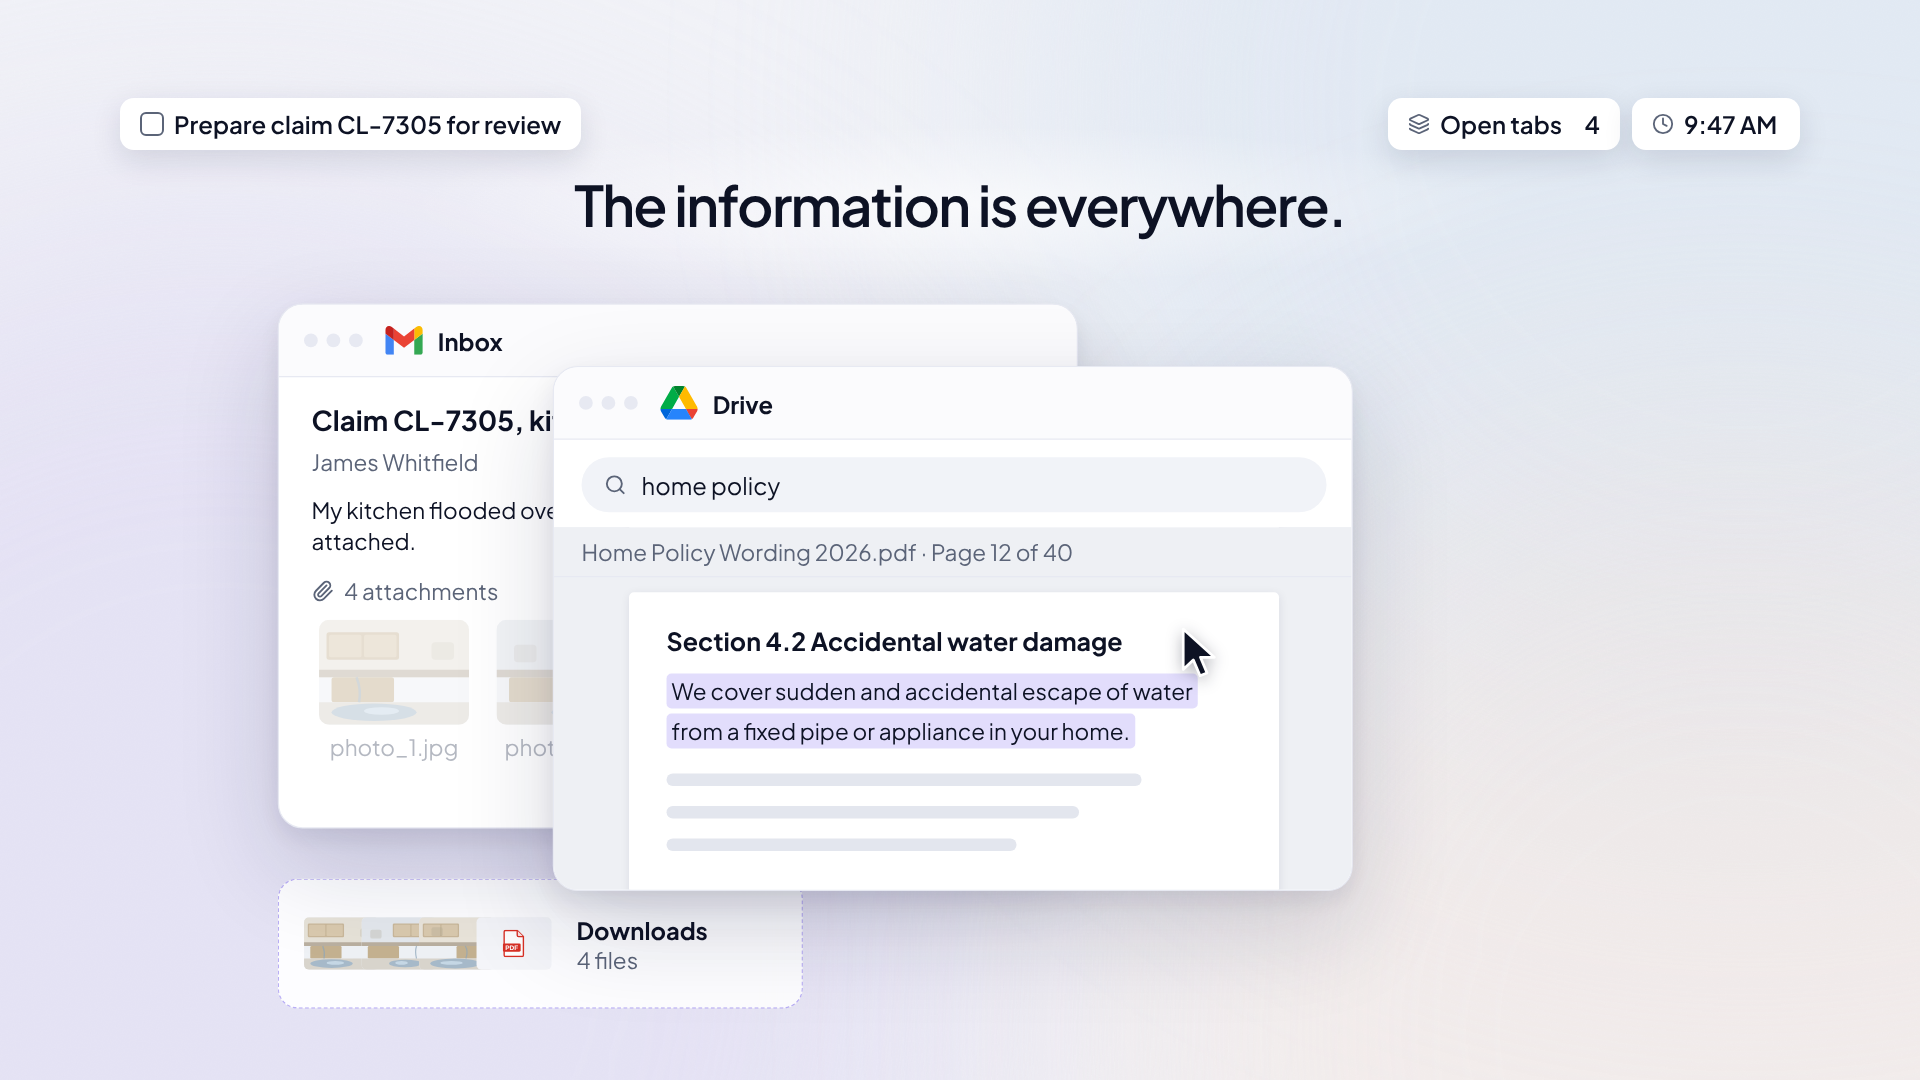 Prepare claim CL-7305 for review
Open tabs 4
9:47 AM
The information is everywhere.
Inbox
Claim CL-7305,
James Whitfield
My kitchen flooded
attached.
4 attachments
photo_1.jpg
Drive
home policy
Home Policy Wording 2026.pdf · Page 12 of 40
Section 4.2 Accidental water damage
We cover sudden and accidental escape of water
from a fixed pipe or appliance in your home.
PDF
Downloads
4 files